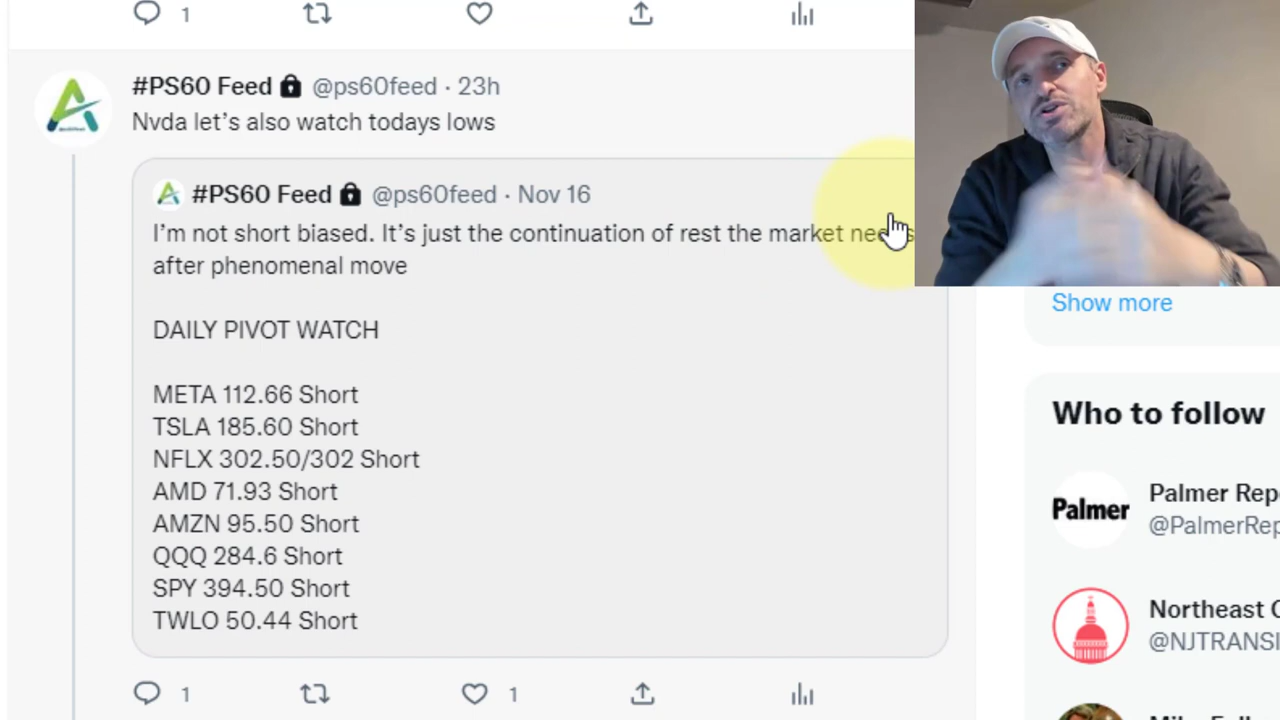 1
#PS60 Feed @ps60feed · 23h
Nvda let's also watch todays lows
#PS60 Feed @ps60feed · Nov 16
I'm not short biased. It's just the continuation of rest the market needs
after phenomenal move
DAILY PIVOT WATCH
META 112.66 Short
TSLA 185.60 Short
NFLX 302.50/302 Short
AMD 71.93 Short
AMZN 95.50 Short
QQQ 284.6 Short
SPY 394.50 Short
TWLO 50.44 Short
1 1
Show more
Who to follow
Palmer
Palmer Rep
@PalmerRep
Northeast C
@NJTRANSI